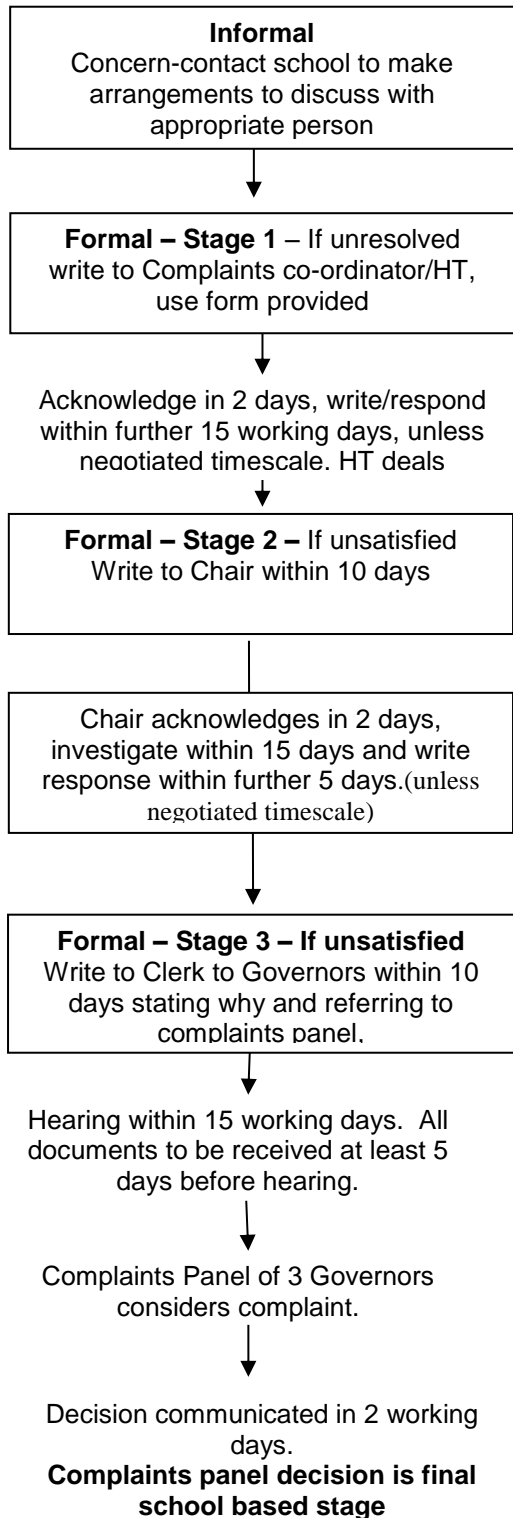 Informal
Concern-contact school to make
arrangements to discuss with
appropriate person
Formal – Stage 1 – If unresolved
write to Complaints co-ordinator/HT,
use form provided
Acknowledge in 2 days, write/respond
within further 15 working days, unless
negotiated timescale. HT deals
Formal – Stage 2 – If unsatisfied
Write to Chair within 10 days
Chair acknowledges in 2 days,
investigate within 15 days and write
response within further 5 days.(unless
negotiated timescale)
Formal – Stage 3 – If unsatisfied
Write to Clerk to Governors within 10
days stating why and referring to
complaints panel,
Hearing within 15 working days.  All
documents to be received at least 5
days before hearing.
Complaints Panel of 3 Governors
considers complaint.
Decision communicated in 2 working
days.
Complaints panel decision is final
school based stage